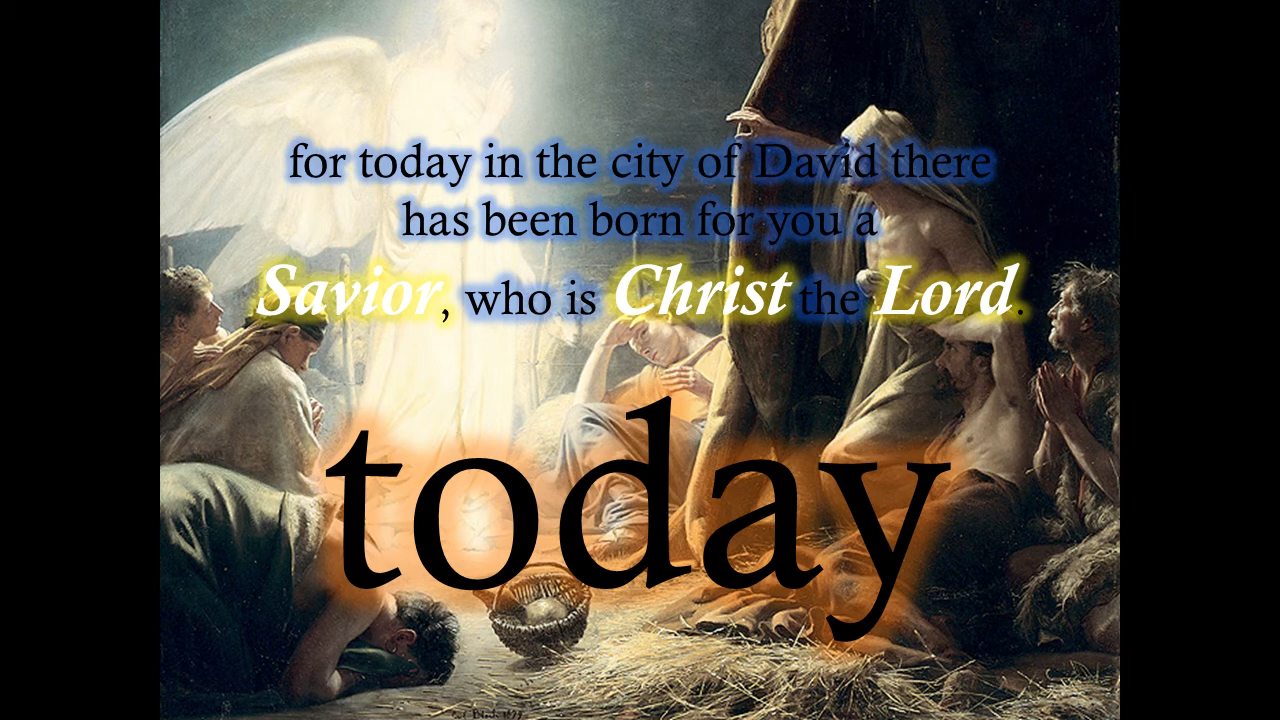 for today in the city of David there
has been born for you a
Savior, who is Christ the Lord.
today